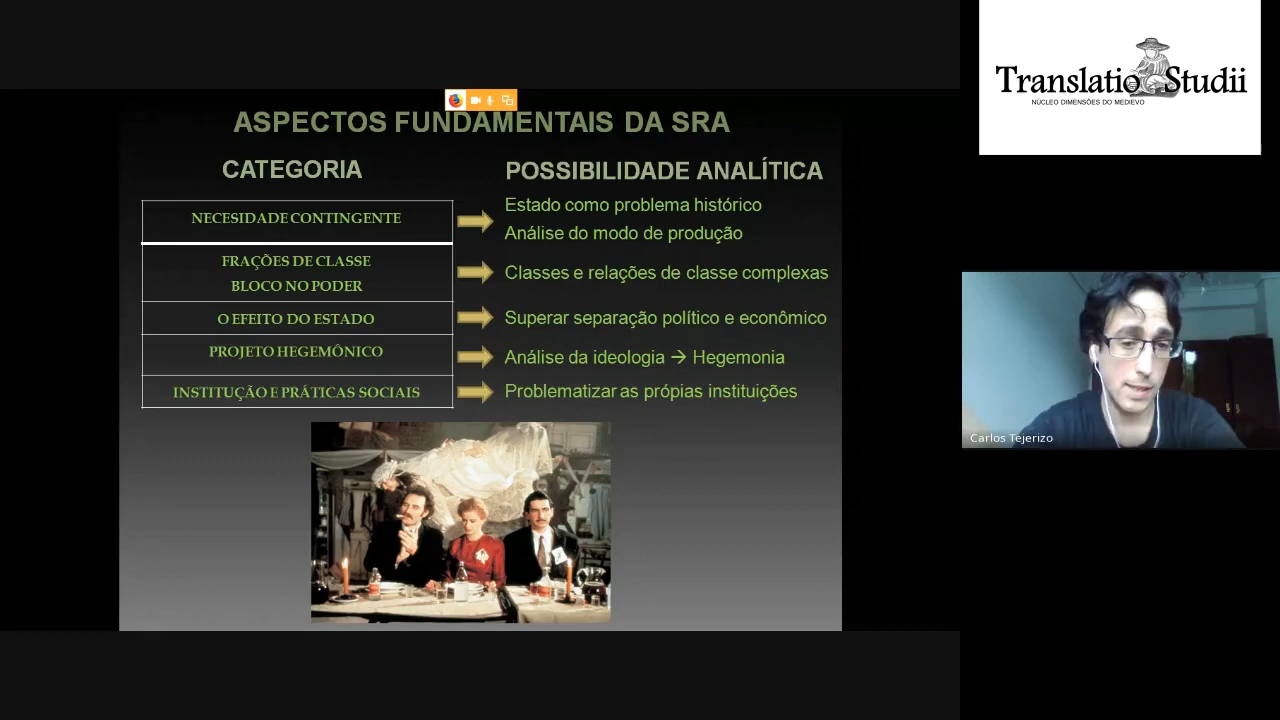 ASPECTOS FUNDAMENTAIS DA SRA
CATEGORIA
POSSIBILIDADE ANALÍTICA
NECESIDADE CONTINGENTE
Estado como problema histórico
Análise do modo de produção
FRAÇÕES DE CLASSE
BLOCO NO PODER
Classes e relações de classe complexas
O EFEITO DO ESTADO
Superar separação político e econômico
PROJETO HEGEMÔNICO
Análise da ideologia → Hegemonia
INSTITUÇÃO E PRÁTICAS SOCIAIS
Problematizar as própias instituições
Translatio Studii
NÚCLEO DIMENSÕES DO MEDIEVO
Carlos Tejerizo